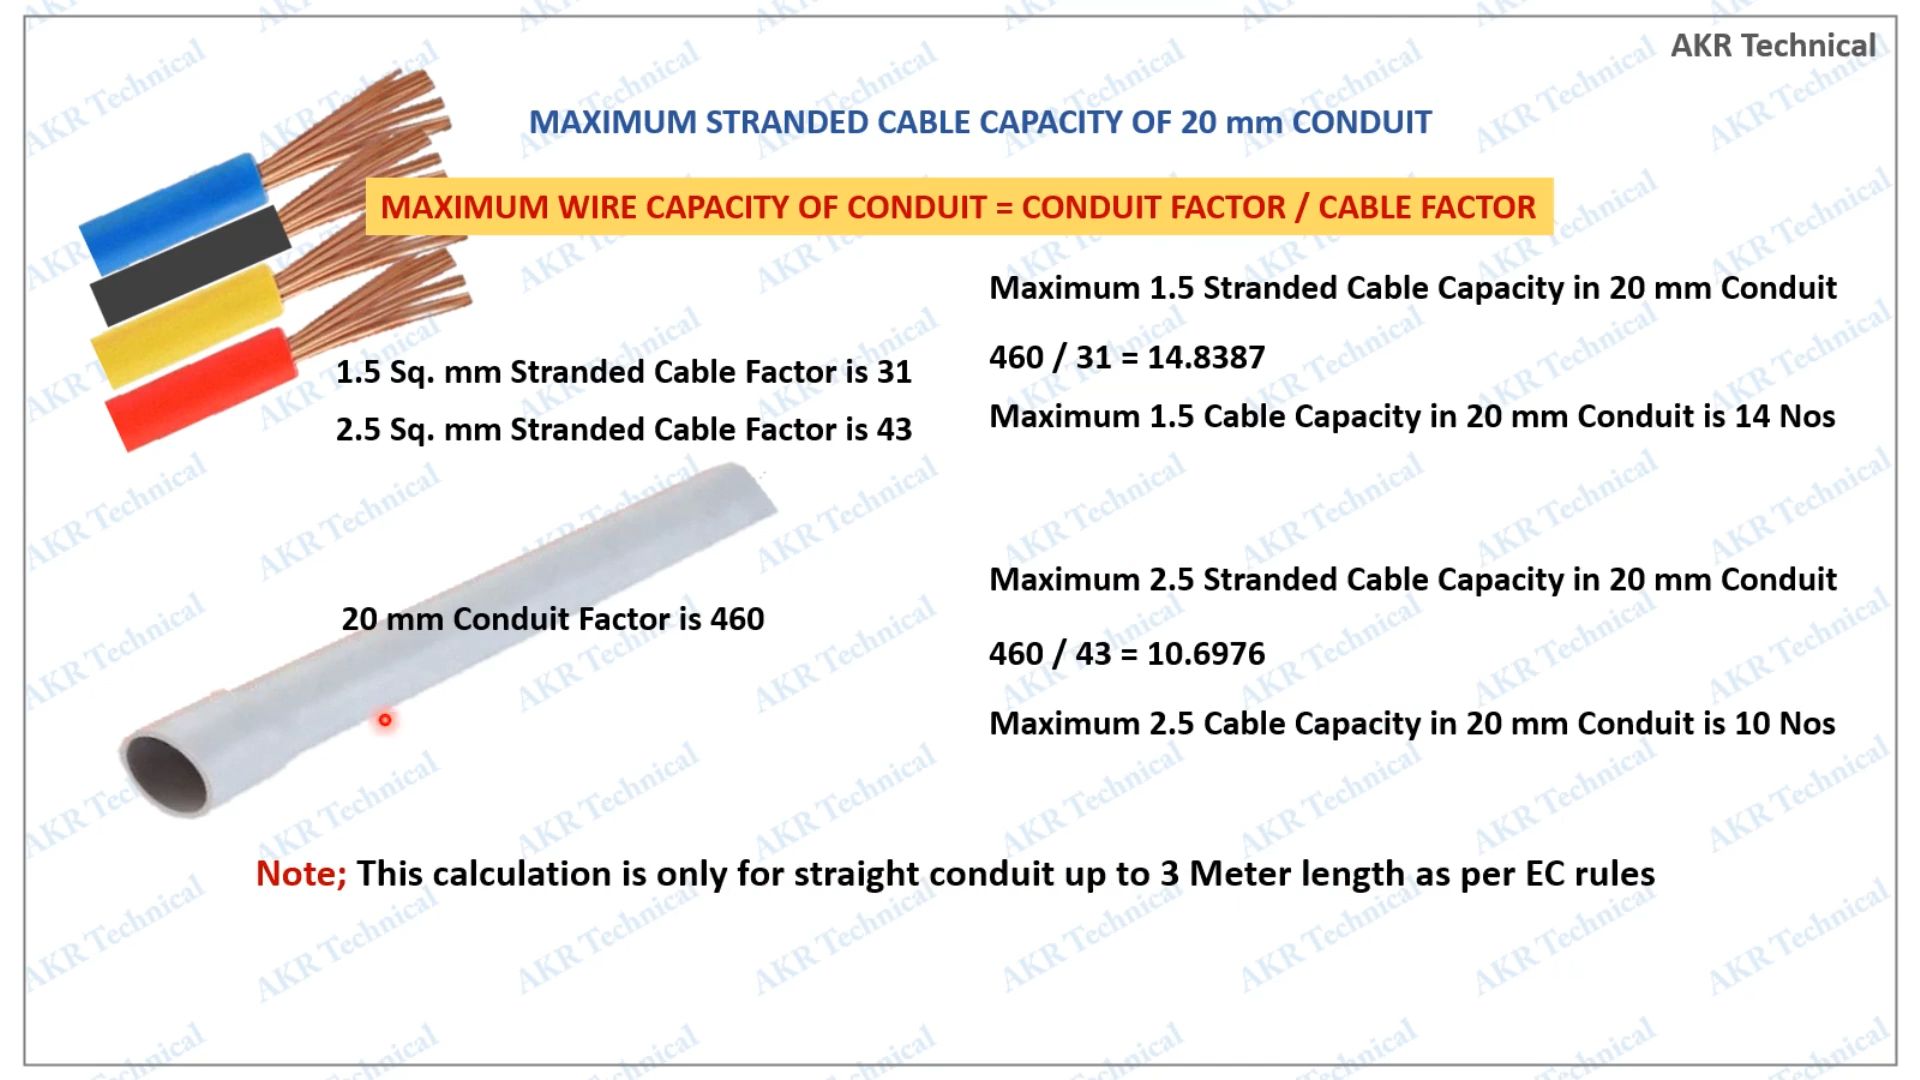 AKR Technical
MAXIMUM STRANDED CABLE CAPACITY OF 20 mm CONDUIT
MAXIMUM WIRE CAPACITY OF CONDUIT = CONDUIT FACTOR / CABLE FACTOR
1.5 Sq. mm Stranded Cable Factor is 31
2.5 Sq. mm Stranded Cable Factor is 43
20 mm Conduit Factor is 460
Maximum 1.5 Stranded Cable Capacity in 20 mm Conduit
460 / 31 = 14.8387
Maximum 1.5 Cable Capacity in 20 mm Conduit is 14 Nos
Maximum 2.5 Stranded Cable Capacity in 20 mm Conduit
460 / 43 = 10.6976
Maximum 2.5 Cable Capacity in 20 mm Conduit is 10 Nos
Note; This calculation is only for straight conduit up to 3 Meter length as per EC rules